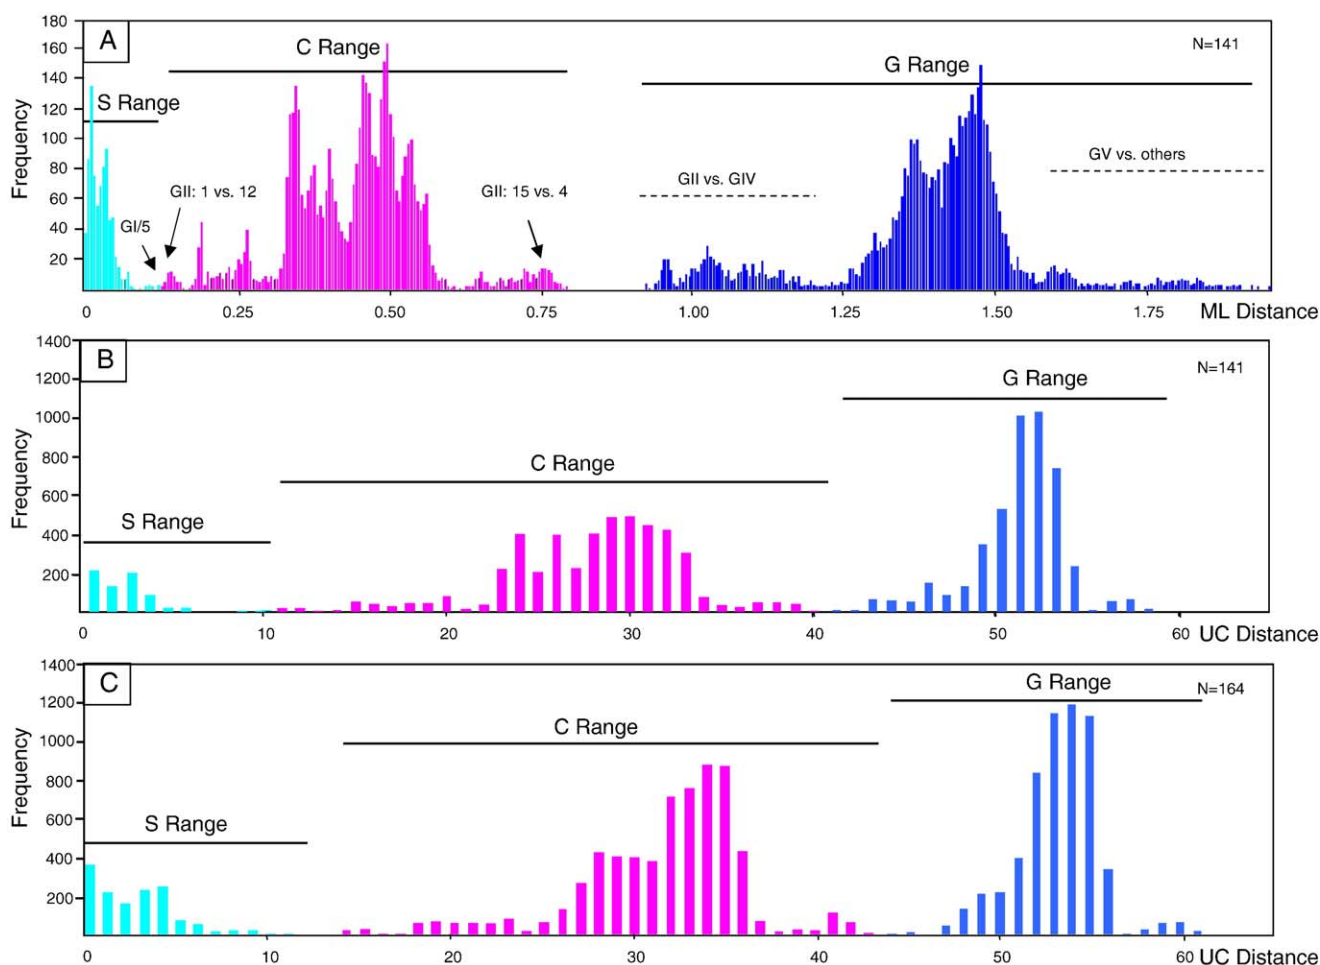 A
C Range
N=141
G Range
S Range
GV vs. others
GII vs. GIV
GII: 1 vs. 12
GII: 15 vs. 4
GI/5
Frequency
180
160
140
120
100
80
60
40
20
0 0.25 0.50 0.75 1.00 1.25 1.50 1.75 ML Distance
B
N=141
G Range
C Range
S Range
Frequency
1400
1200
1000
800
600
400
200
0 10 20 30 40 50 60 UC Distance
C
G Range
N=164
C Range
S Range
Frequency
1400
1200
1000
800
600
400
200
0 10 20 30 40 50 60 UC Distance